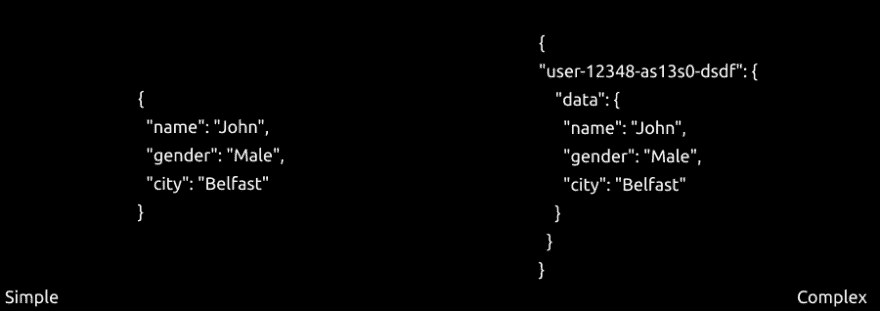 {
"name": "John",
"gender": "Male",
"city": "Belfast"
}
Simple
{
"user-12348-as13s0-dsdf": {
"data": {
"name": "John",
"gender": "Male",
"city": "Belfast"
}
}
}
Complex